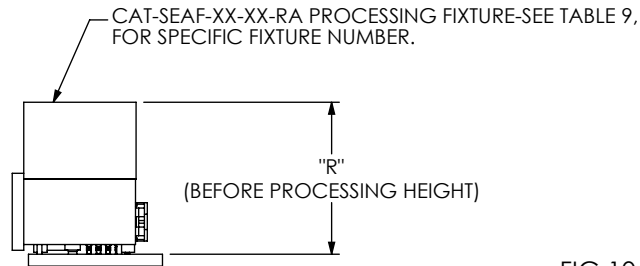 CAT-SEAF-XX-XX-RA PROCESSING FIXTURE-SEE TABLE 9,
FOR SPECIFIC FIXTURE NUMBER.
"R"
(BEFORE PROCESSING HEIGHT)